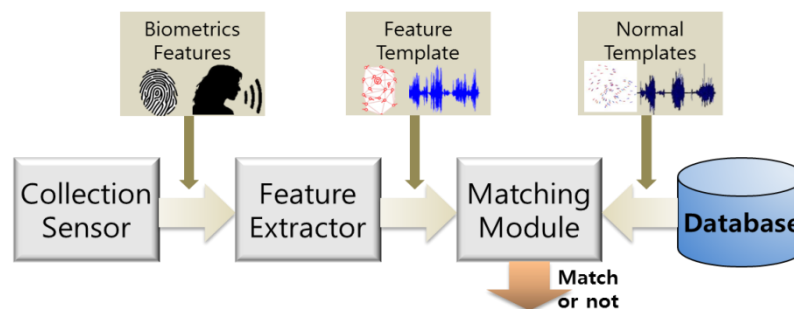 Biometrics
Features
Feature
Template
Normal
Templates
Collection
Sensor
Feature
Extractor
Matching
Module
Database
Match
or not